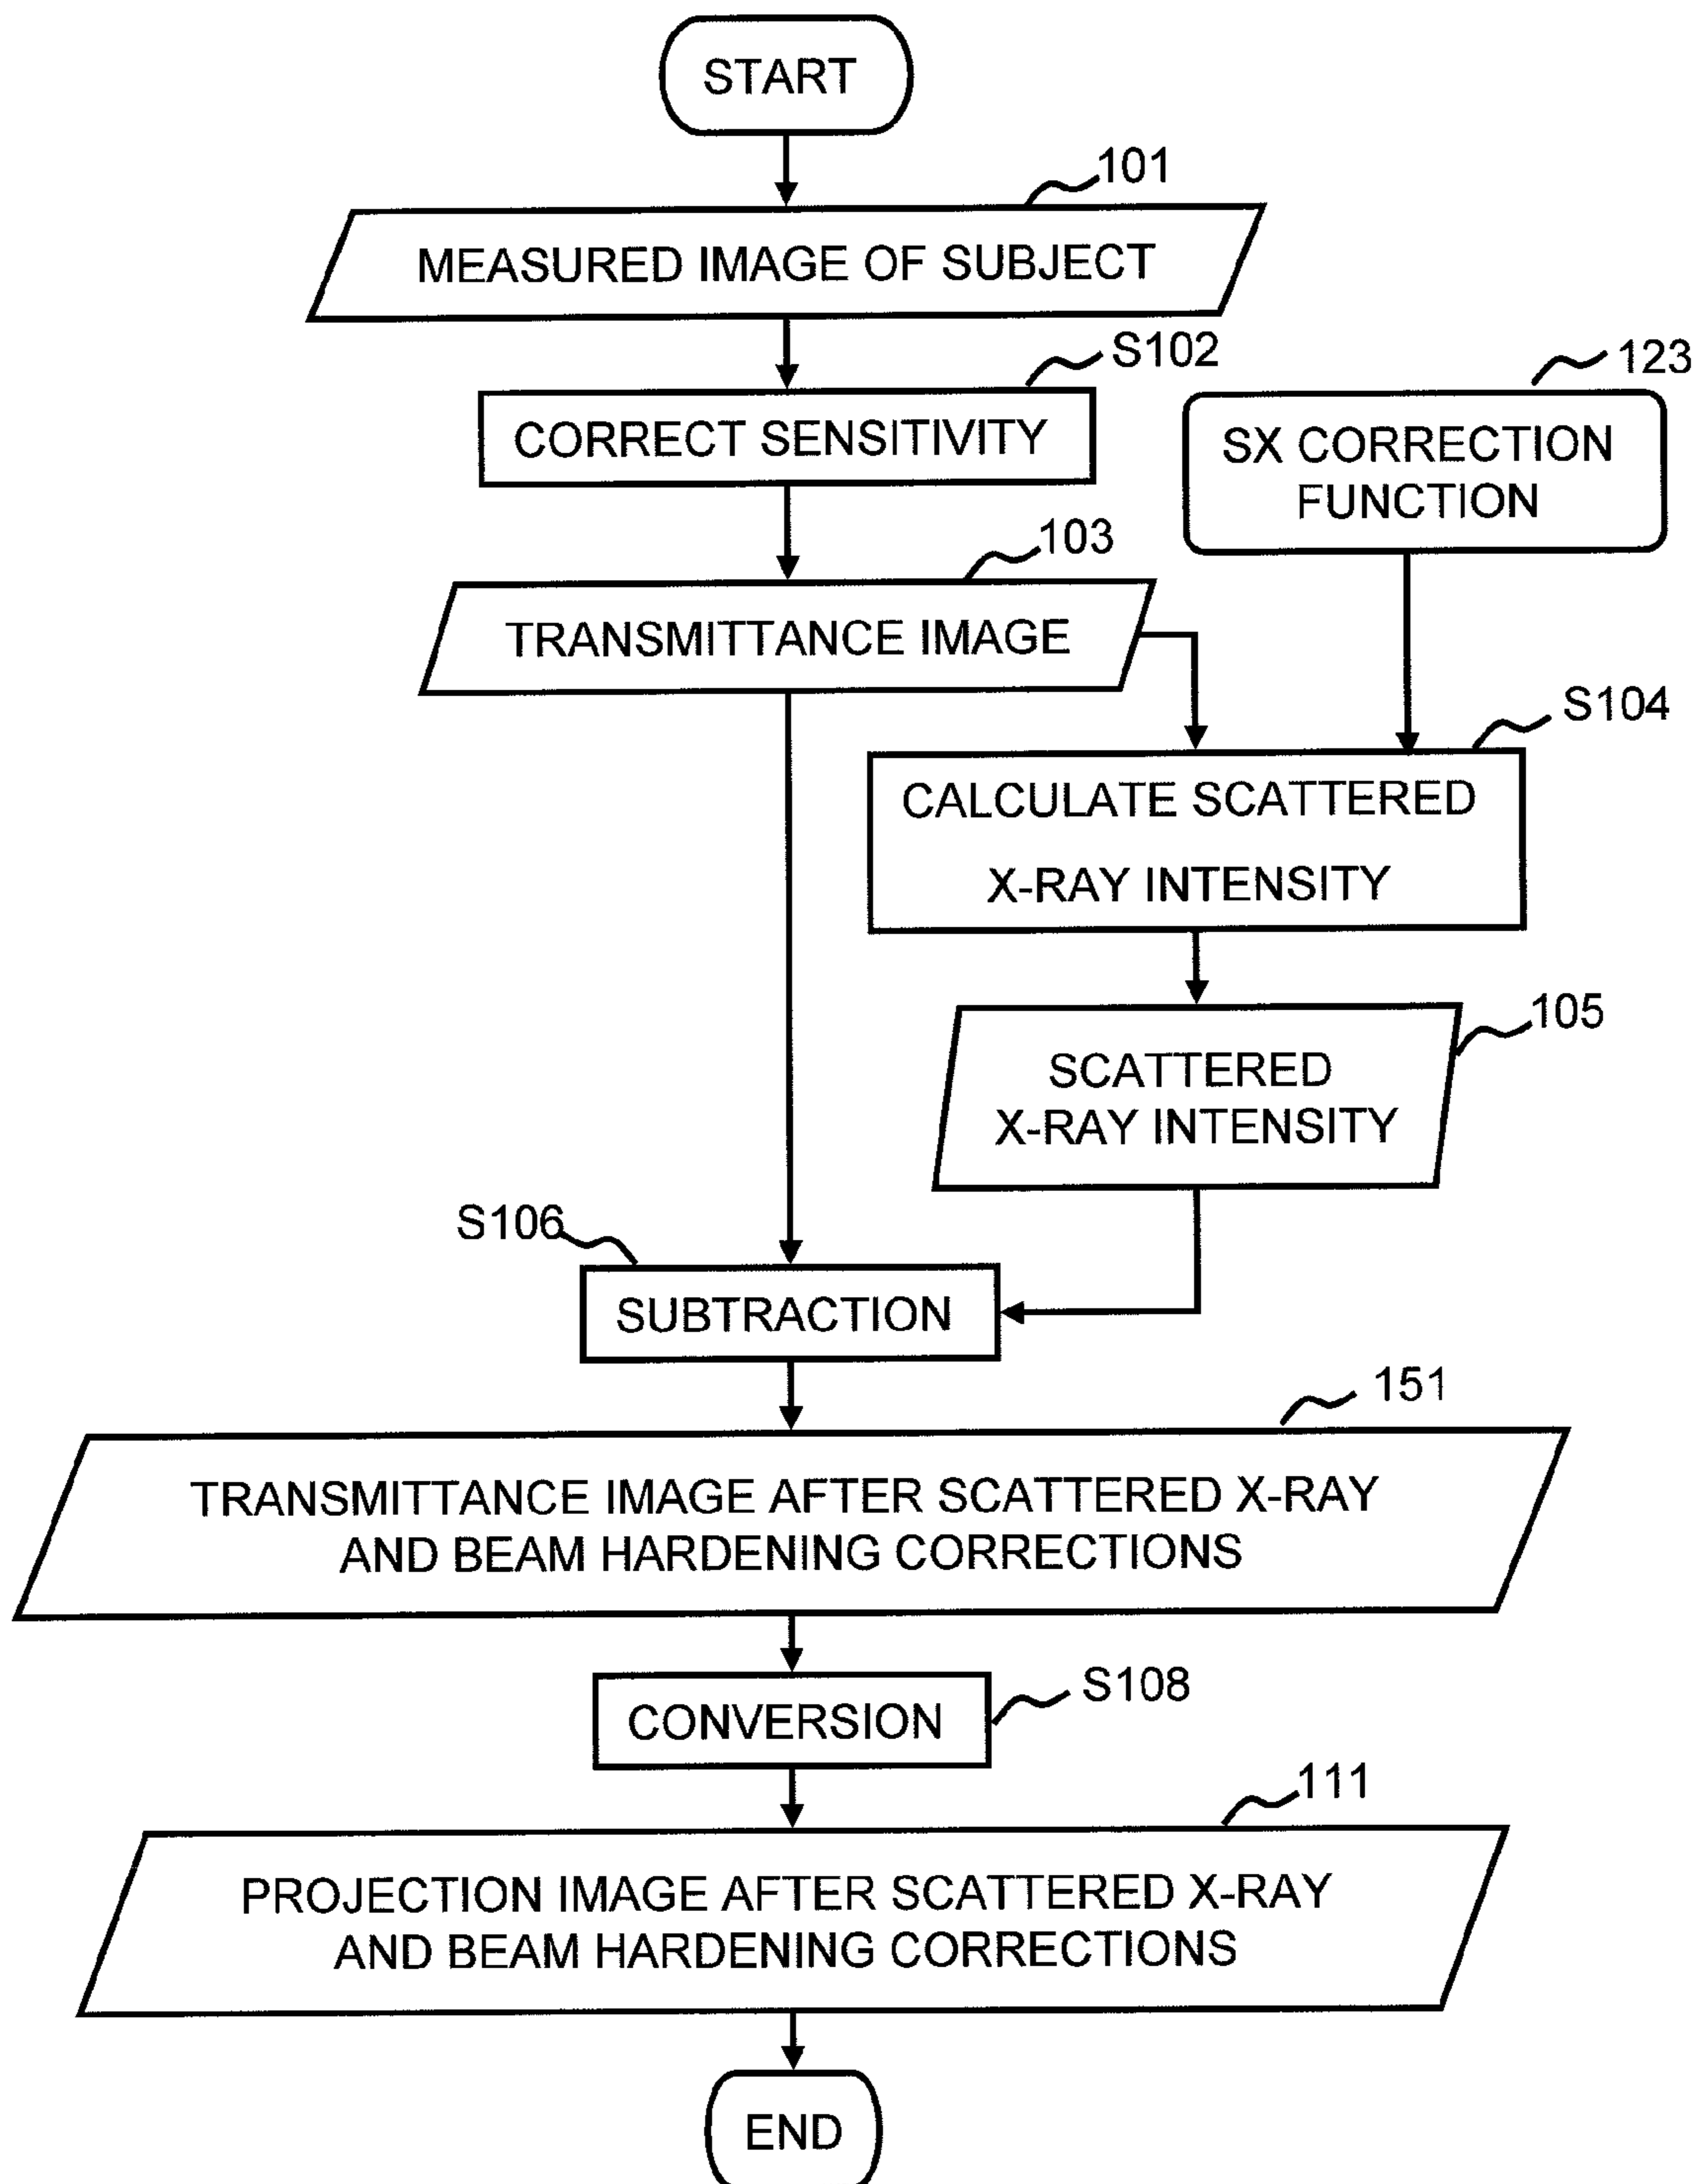 START
101
MEASURED IMAGE OF SUBJECT
S102
CORRECT SENSITIVITY
123
SX CORRECTION
FUNCTION
103
TRANSMITTANCE IMAGE
S104
CALCULATE SCATTERED
X-RAY INTENSITY
105
SCATTERED
X-RAY INTENSITY
S106
SUBTRACTION
151
TRANSMITTANCE IMAGE AFTER SCATTERED X-RAY
AND BEAM HARDENING CORRECTIONS
S108
CONVERSION
111
PROJECTION IMAGE AFTER SCATTERED X-RAY
AND BEAM HARDENING CORRECTIONS
END